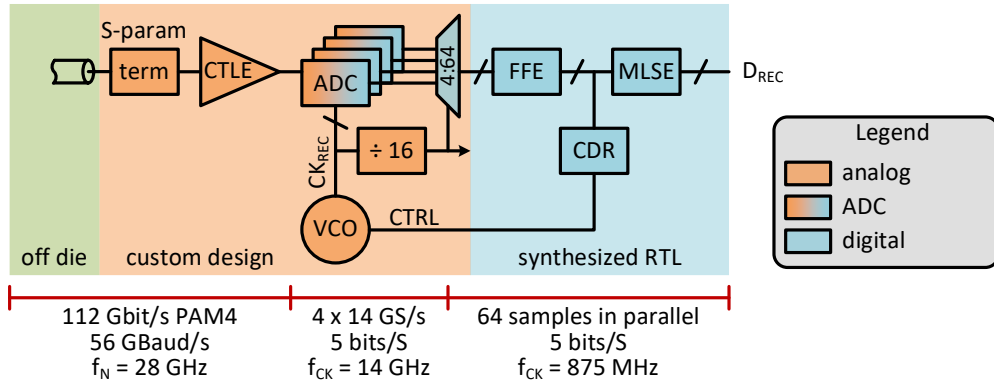 S-param
term
CTLE
ADC
4:64
FFE
MLSE
D_REC
CK_REC
÷ 16
CDR
VCO
CTRL
off die
custom design
synthesized RTL
Legend
analog
ADC
digital
112 Gbit/s PAM4
56 GBaud/s
f_N = 28 GHz
4 x 14 GS/s
5 bits/S
f_CK = 14 GHz
64 samples in parallel
5 bits/S
f_CK = 875 MHz